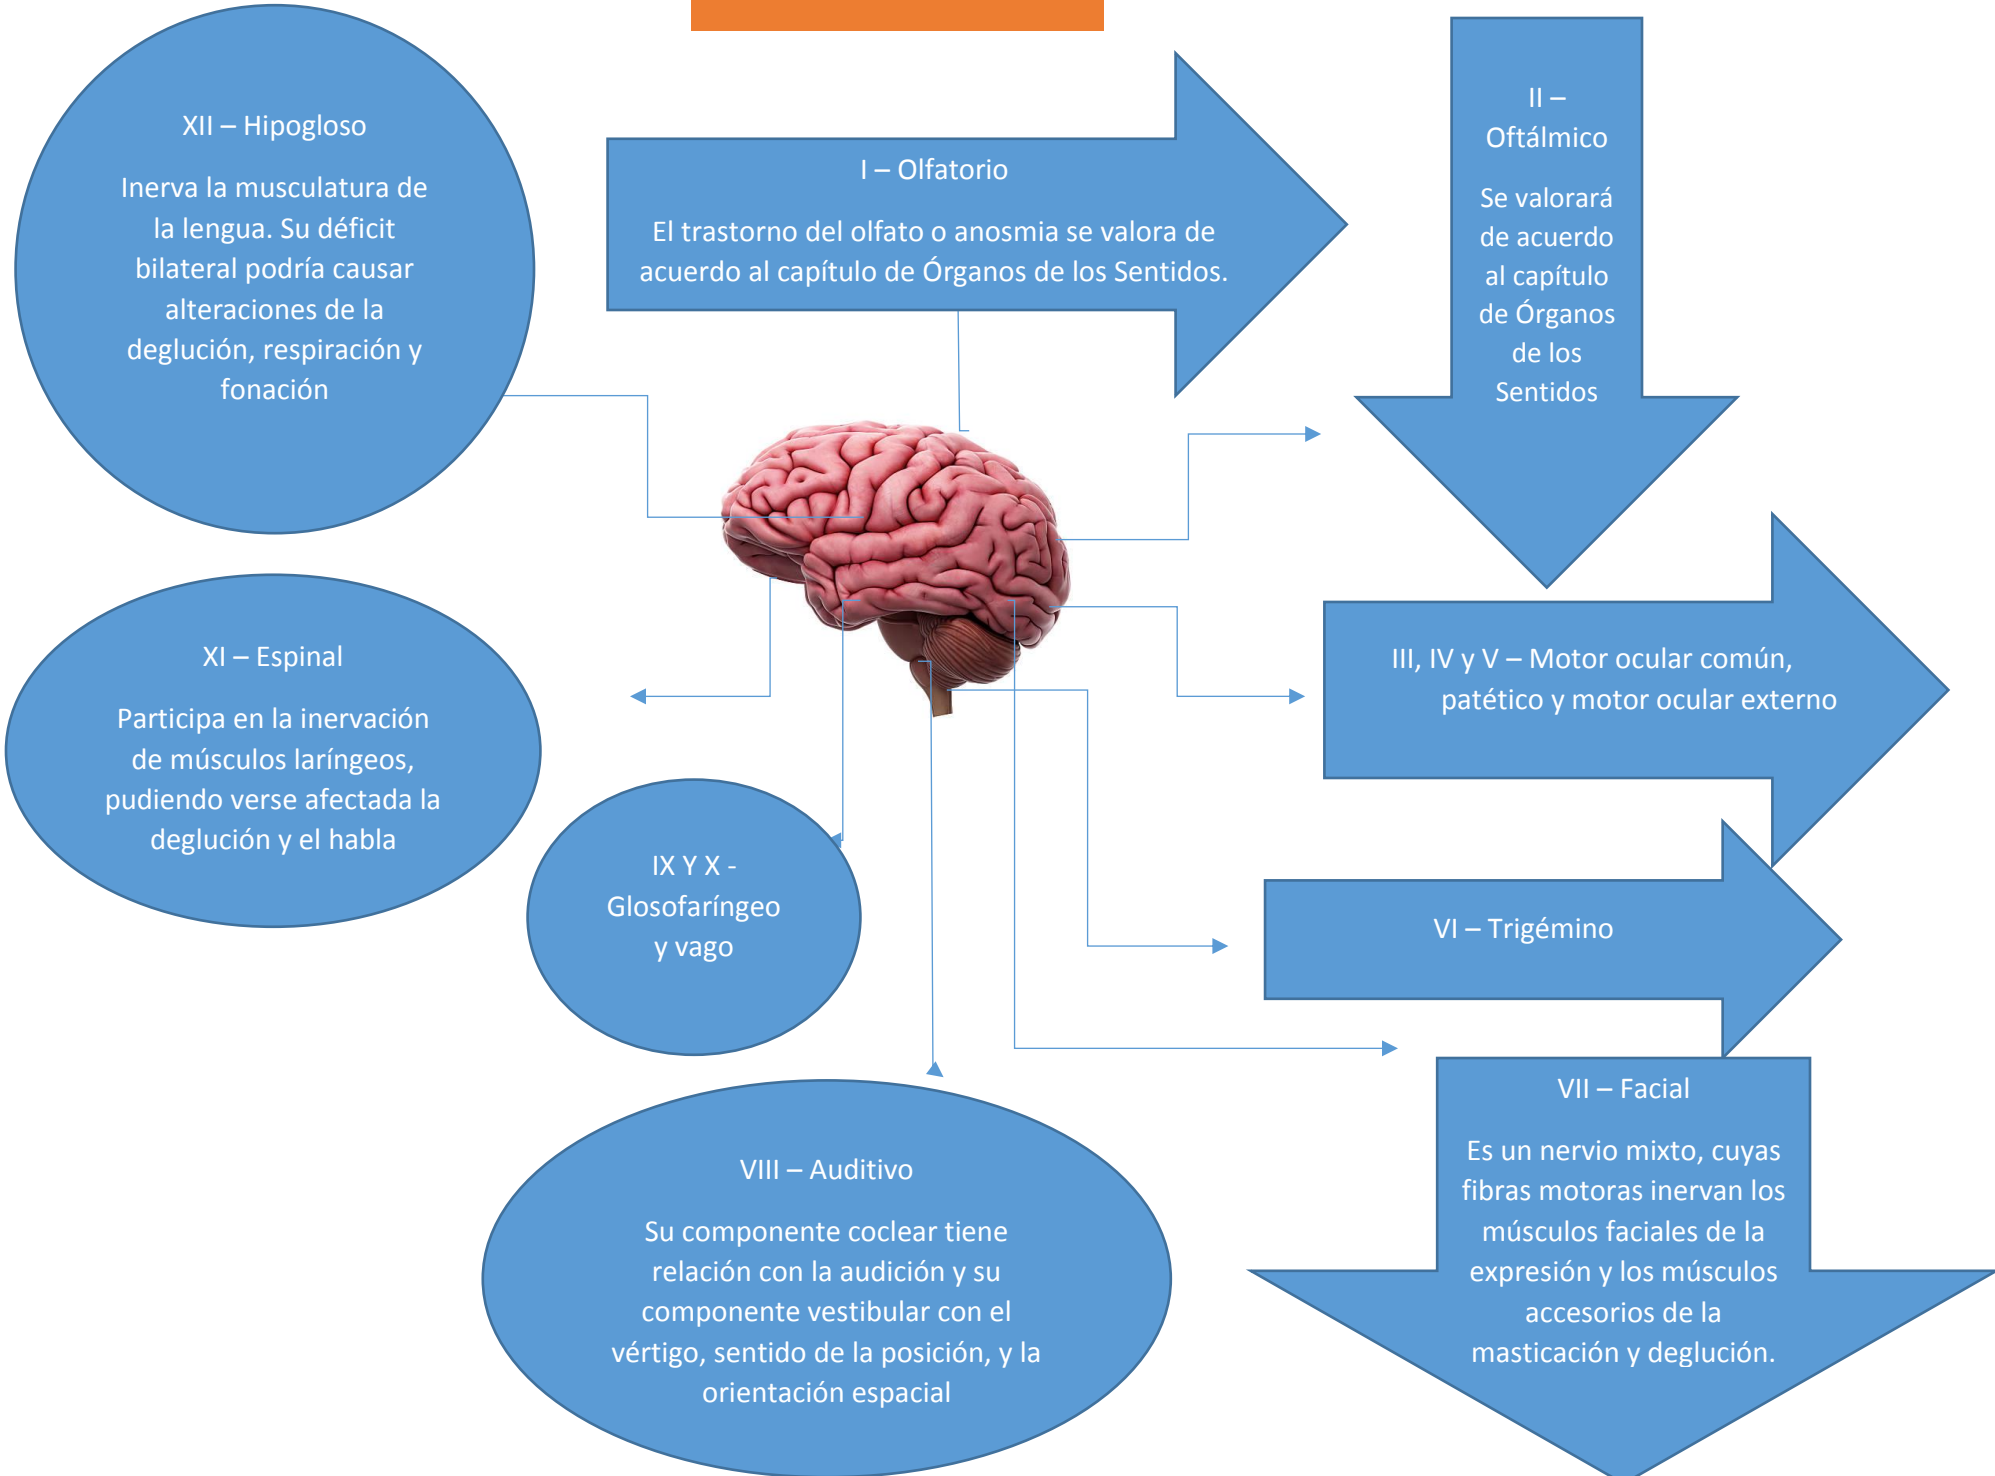 XII – Hipogloso
Inerva la musculatura de
la lengua. Su déficit
bilateral podría causar
alteraciones de la
deglución, respiración y
fonación
I – Olfatorio
El trastorno del olfato o anosmia se valora de
acuerdo al capítulo de Órganos de los Sentidos.
II –
Oftálmico
Se valorará
de acuerdo
al capítulo
de Órganos
de los
Sentidos
III, IV y V – Motor ocular común,
patético y motor ocular externo
VI – Trigémino
VII – Facial
Es un nervio mixto, cuyas
fibras motoras inervan los
músculos faciales de la
expresión y los músculos
accesorios de la
masticación y deglución.
VIII – Auditivo
Su componente coclear tiene
relación con la audición y su
componente vestibular con el
vértigo, sentido de la posición, y la
orientación espacial
IX Y X -
Glosofaríngeo
y vago
XI – Espinal
Participa en la inervación
de músculos laríngeos,
pudiendo verse afectada la
deglución y el habla